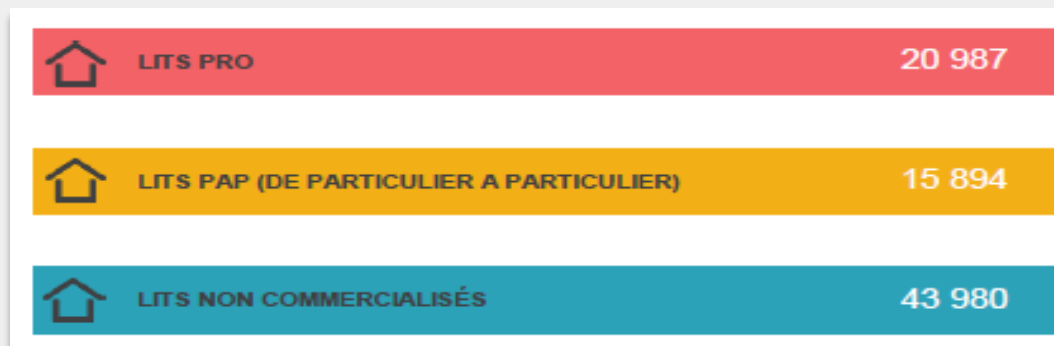 LITS PRO 20 987
LITS PAP (DE PARTICULIER A PARTICULIER) 15 894
LITS NON COMMERCIALISÉS 43 980